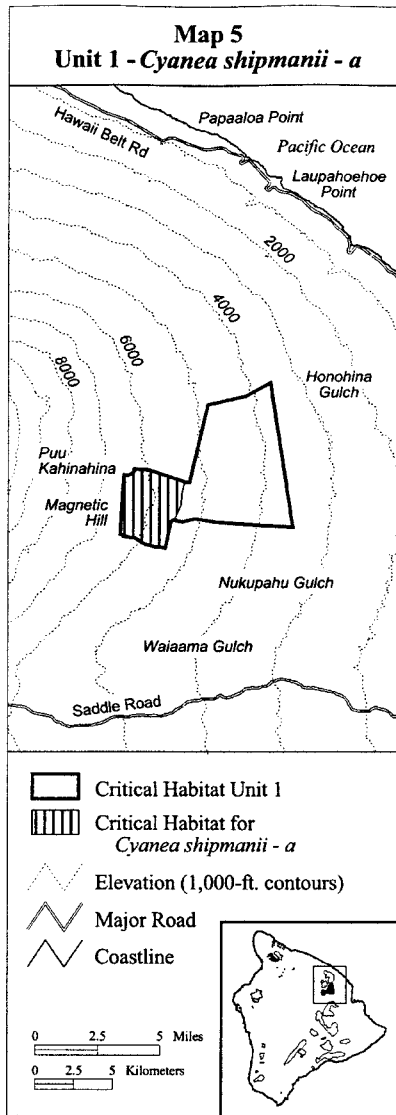 Map 5
Unit 1 - Cyanea shipmanii - a
Papaaloa Point
Hawaii Belt Rd
Pacific Ocean
Laupahoehoe
Point
2000
4000
6000
8000
Honohina
Gulch
Puu
Kahinahina
Magnetic
Hill
Nukupahu Gulch
Waiaama Gulch
Saddle Road
Critical Habitat Unit 1
Critical Habitat for
Cyanea shipmanii - a
Elevation (1,000-ft. contours)
Major Road
Coastline
0 2.5 5 Miles
0 2.5 5 Kilometers